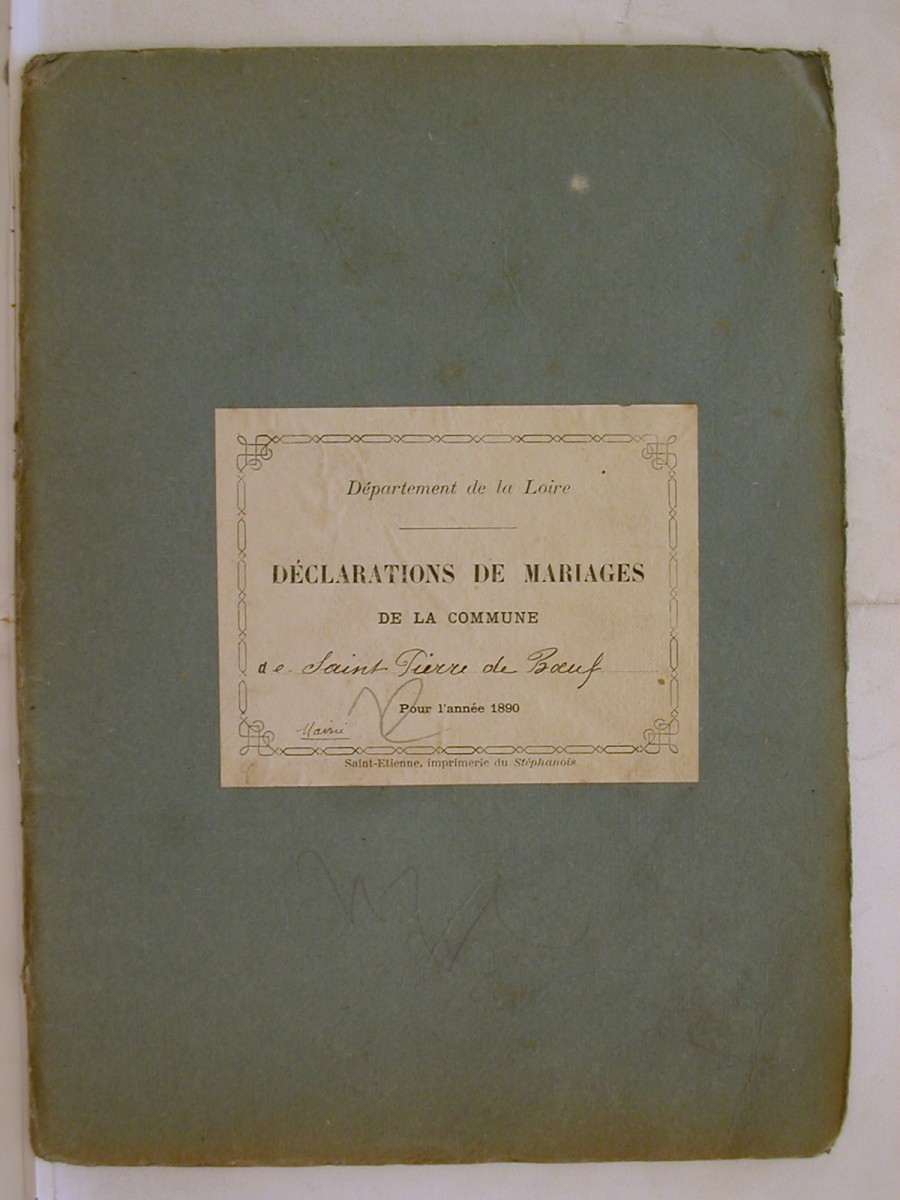 Département de la Loire
DÉCLARATIONS DE MARIAGES
DE LA COMMUNE
de Saint Pierre de Bœuf
Pour l'année 1890
Mairie
Saint-Etienne, imprimerie du Stéphanois